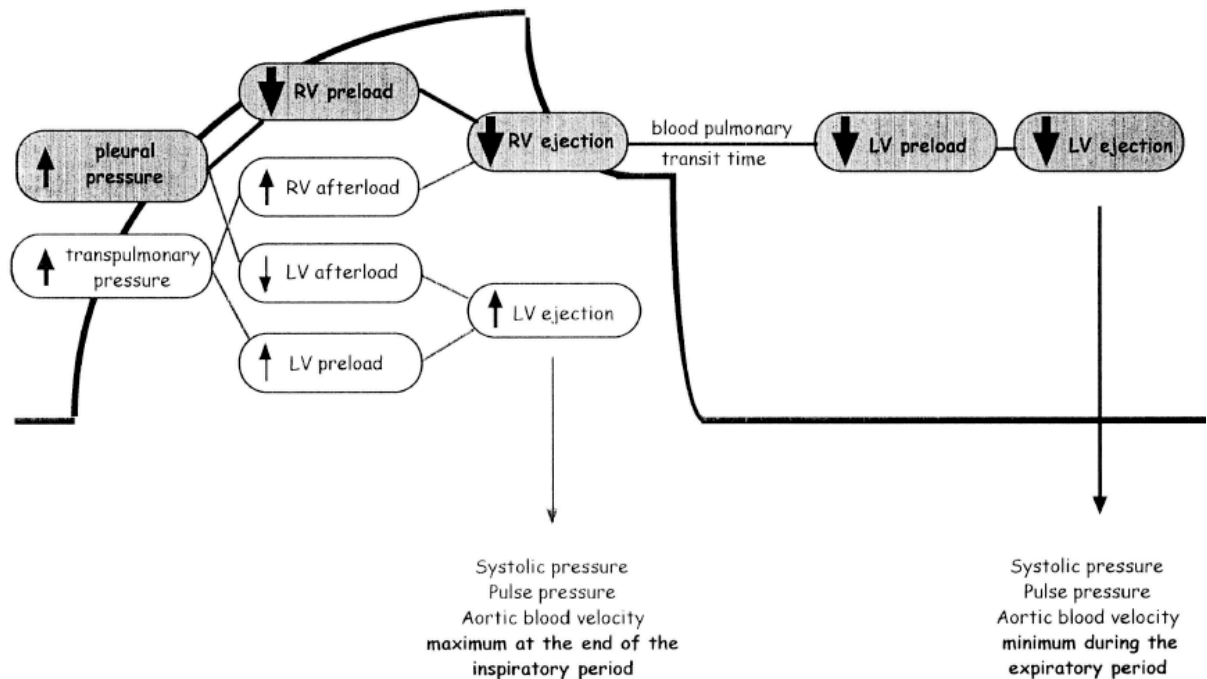 RV preload
pleural
pressure
RV ejection
blood pulmonary
transit time
LV preload
LV ejection
RV afterload
transpulmonary
pressure
LV afterload
LV ejection
LV preload
Systolic pressure
Pulse pressure
Aortic blood velocity
maximum at the end of the
inspiratory period
Systolic pressure
Pulse pressure
Aortic blood velocity
minimum during the
expiratory period